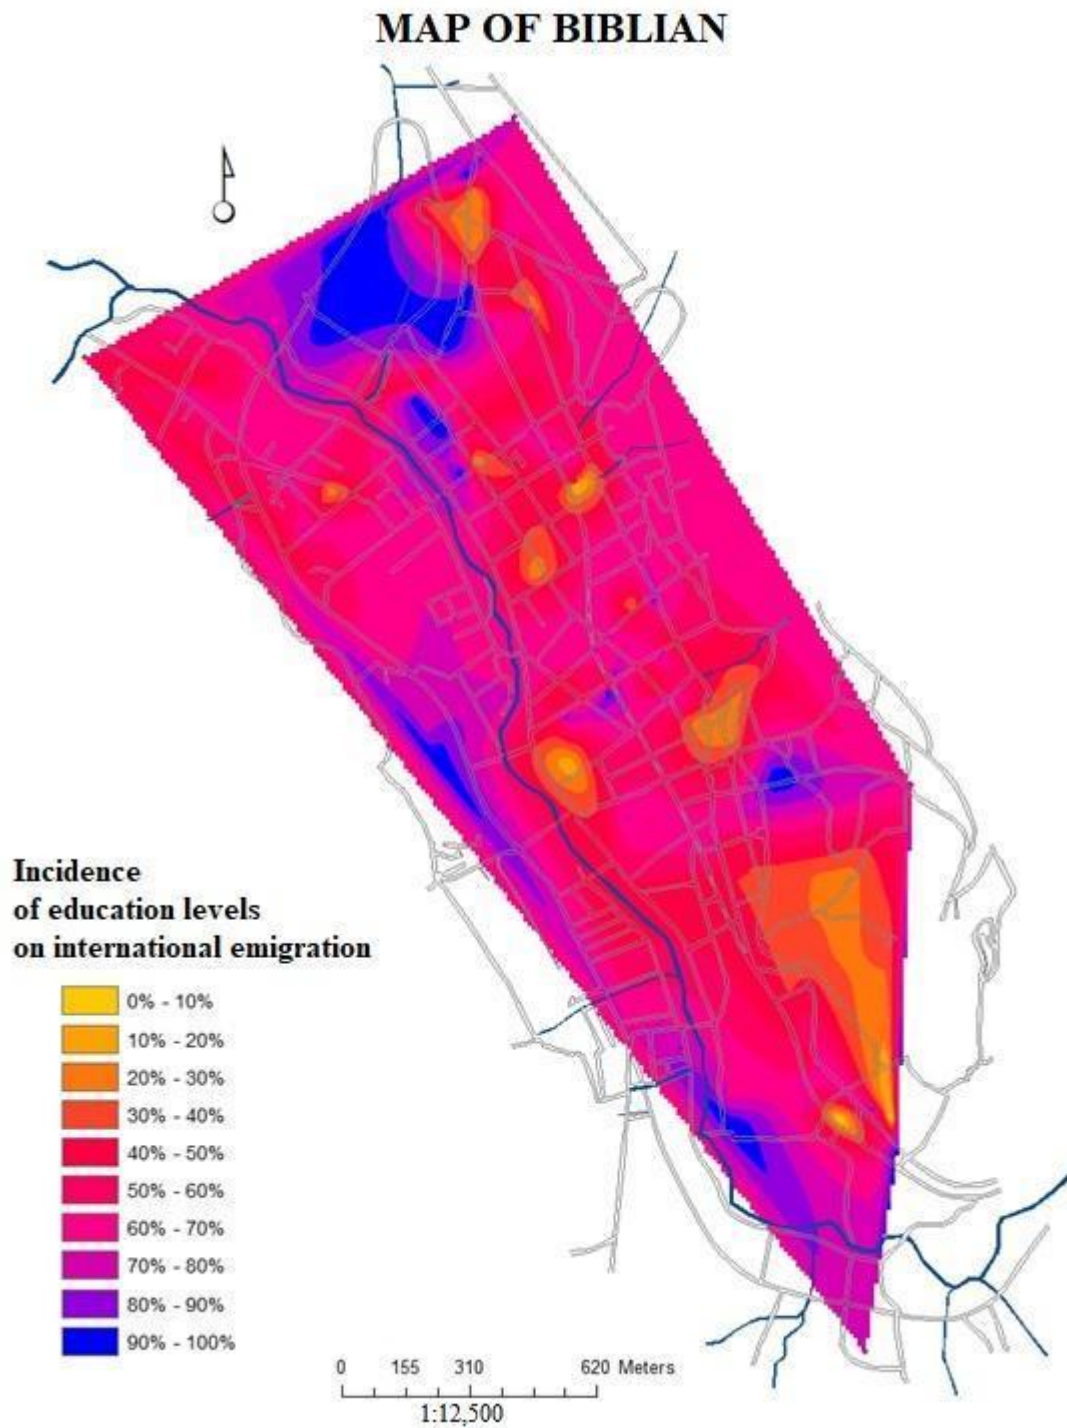 MAP OF BIBLIAN
Incidence
of education levels
on international emigration
0% - 10%
10% - 20%
20% - 30%
30% - 40%
40% - 50%
50% - 60%
60% - 70%
70% - 80%
80% - 90%
90% - 100%
0 155 310 620 Meters
1:12,500